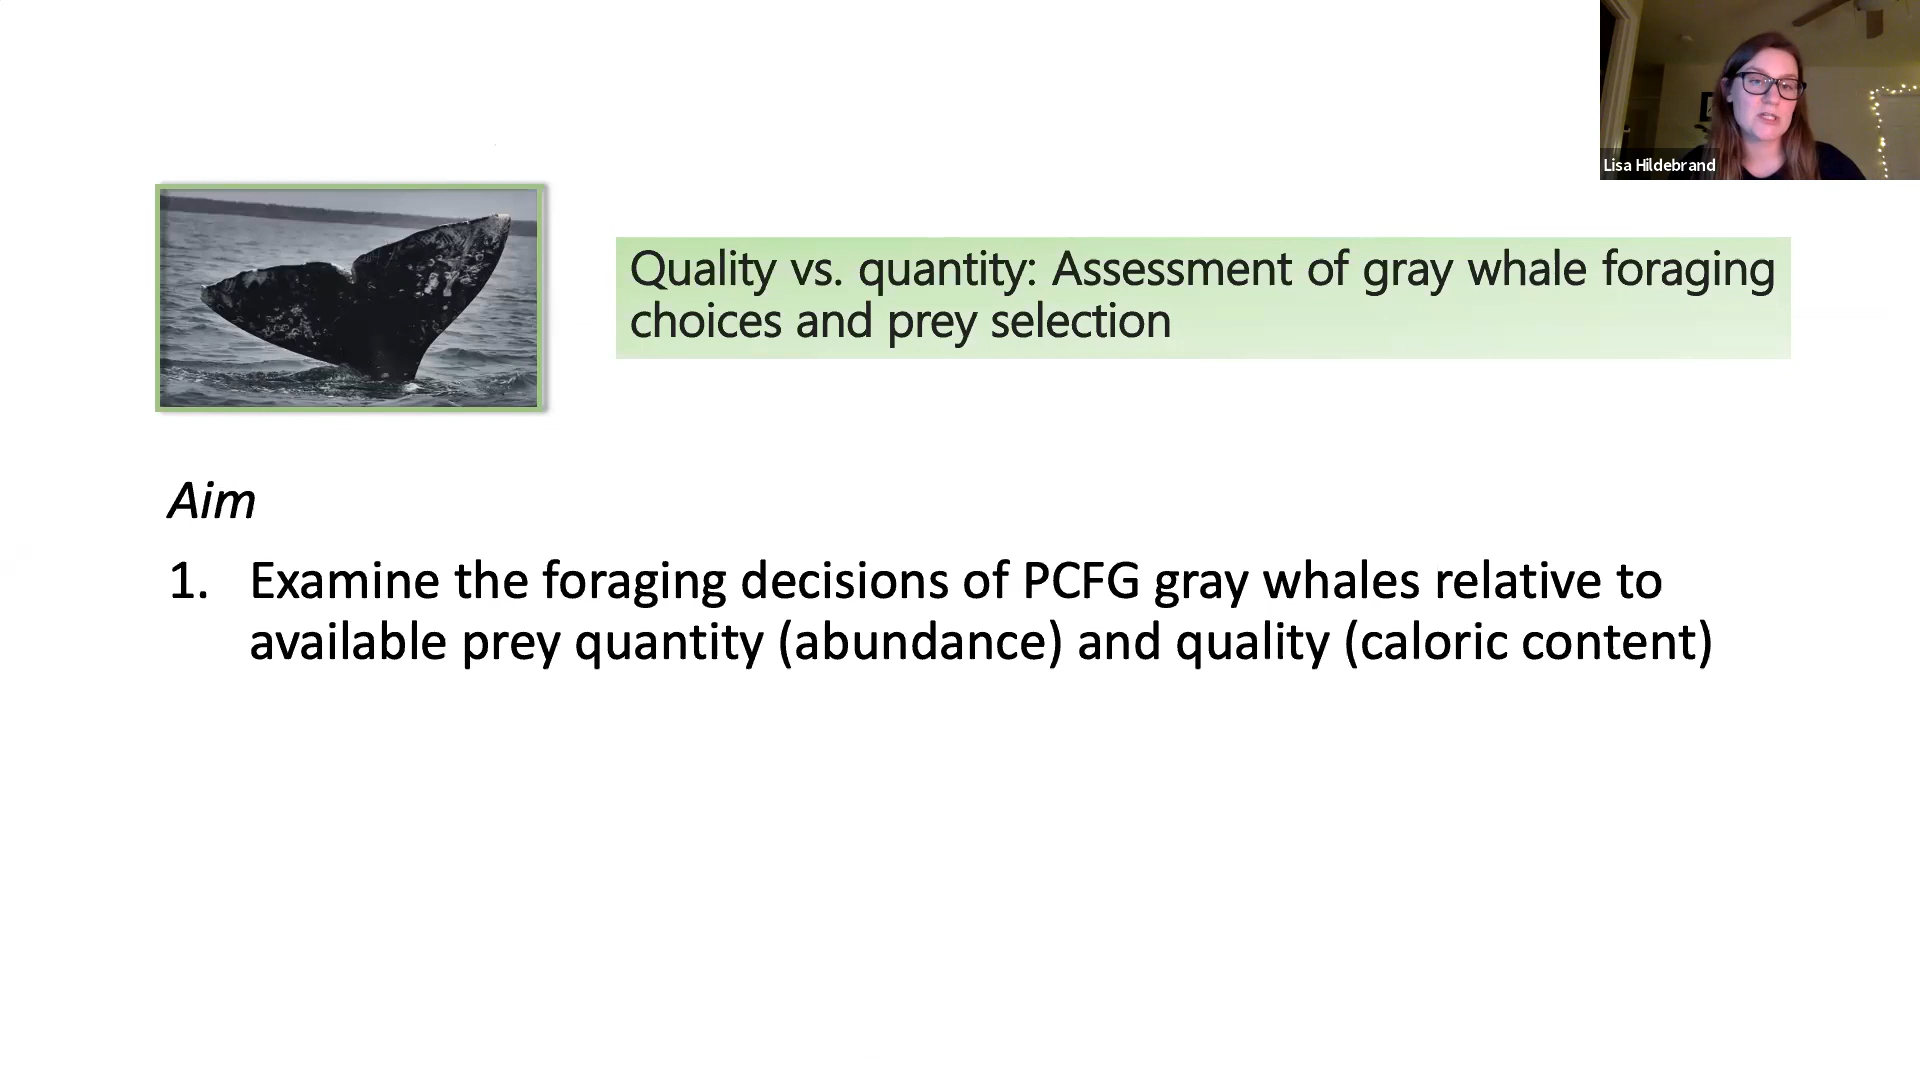 Lisa Hildebrand
Quality vs. quantity: Assessment of gray whale foraging
choices and prey selection
Aim
1. Examine the foraging decisions of PCFG gray whales relative to
available prey quantity (abundance) and quality (caloric content)